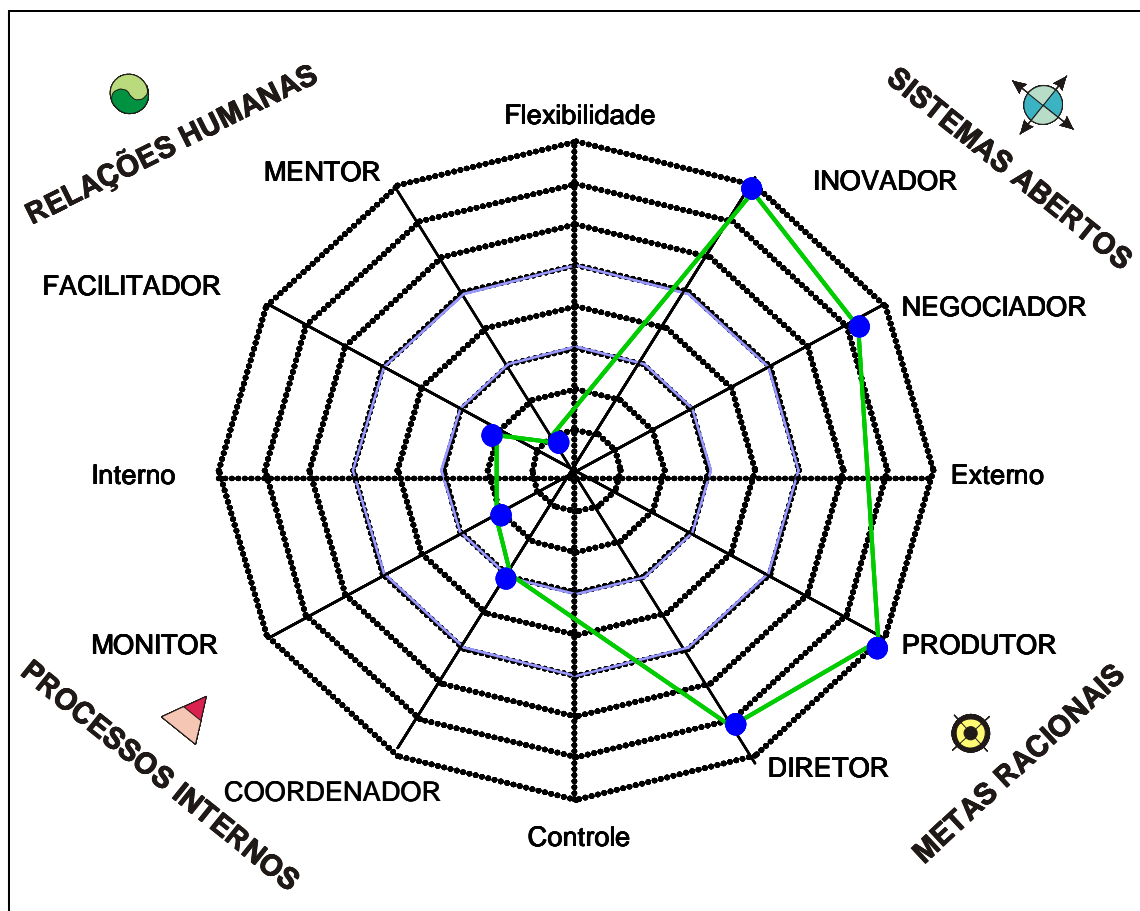 RELAÇÕES HUMANAS
SISTEMAS ABERTOS
Flexibilidade
MENTOR
INOVADOR
FACILITADOR
NEGOCIADOR
Interno
Externo
MONITOR
PRODUTOR
PROCESSOS INTERNOS
METAS RACIONAIS
COORDENADOR
DIRETOR
Controle